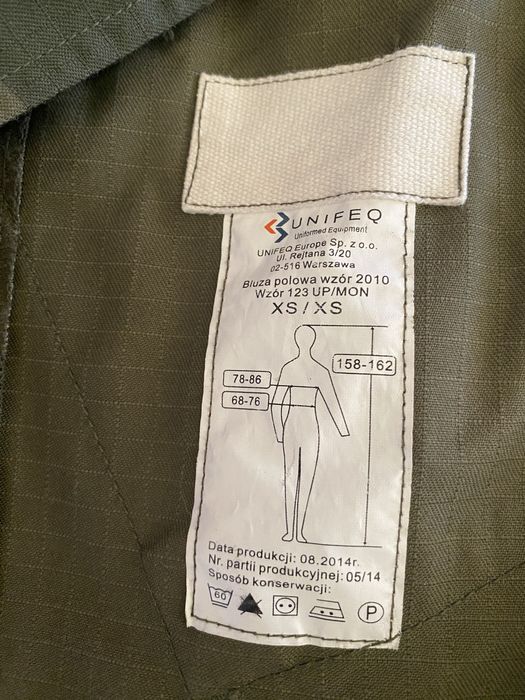 UNIFEQ
Uniformed Equipment
UNIFEQ Europe Sp. z o.o.
Ul. Rejtana 3/20
02-516 Warszawa
Bluza polowa wzór 2010
Wzór 123 UP/MON
XS / XS
158-162
78-86
68-76
Data produkcji: 08.2014r.
Nr. partii produkcyjnej: 05/14
Sposób konserwacji:
60
P